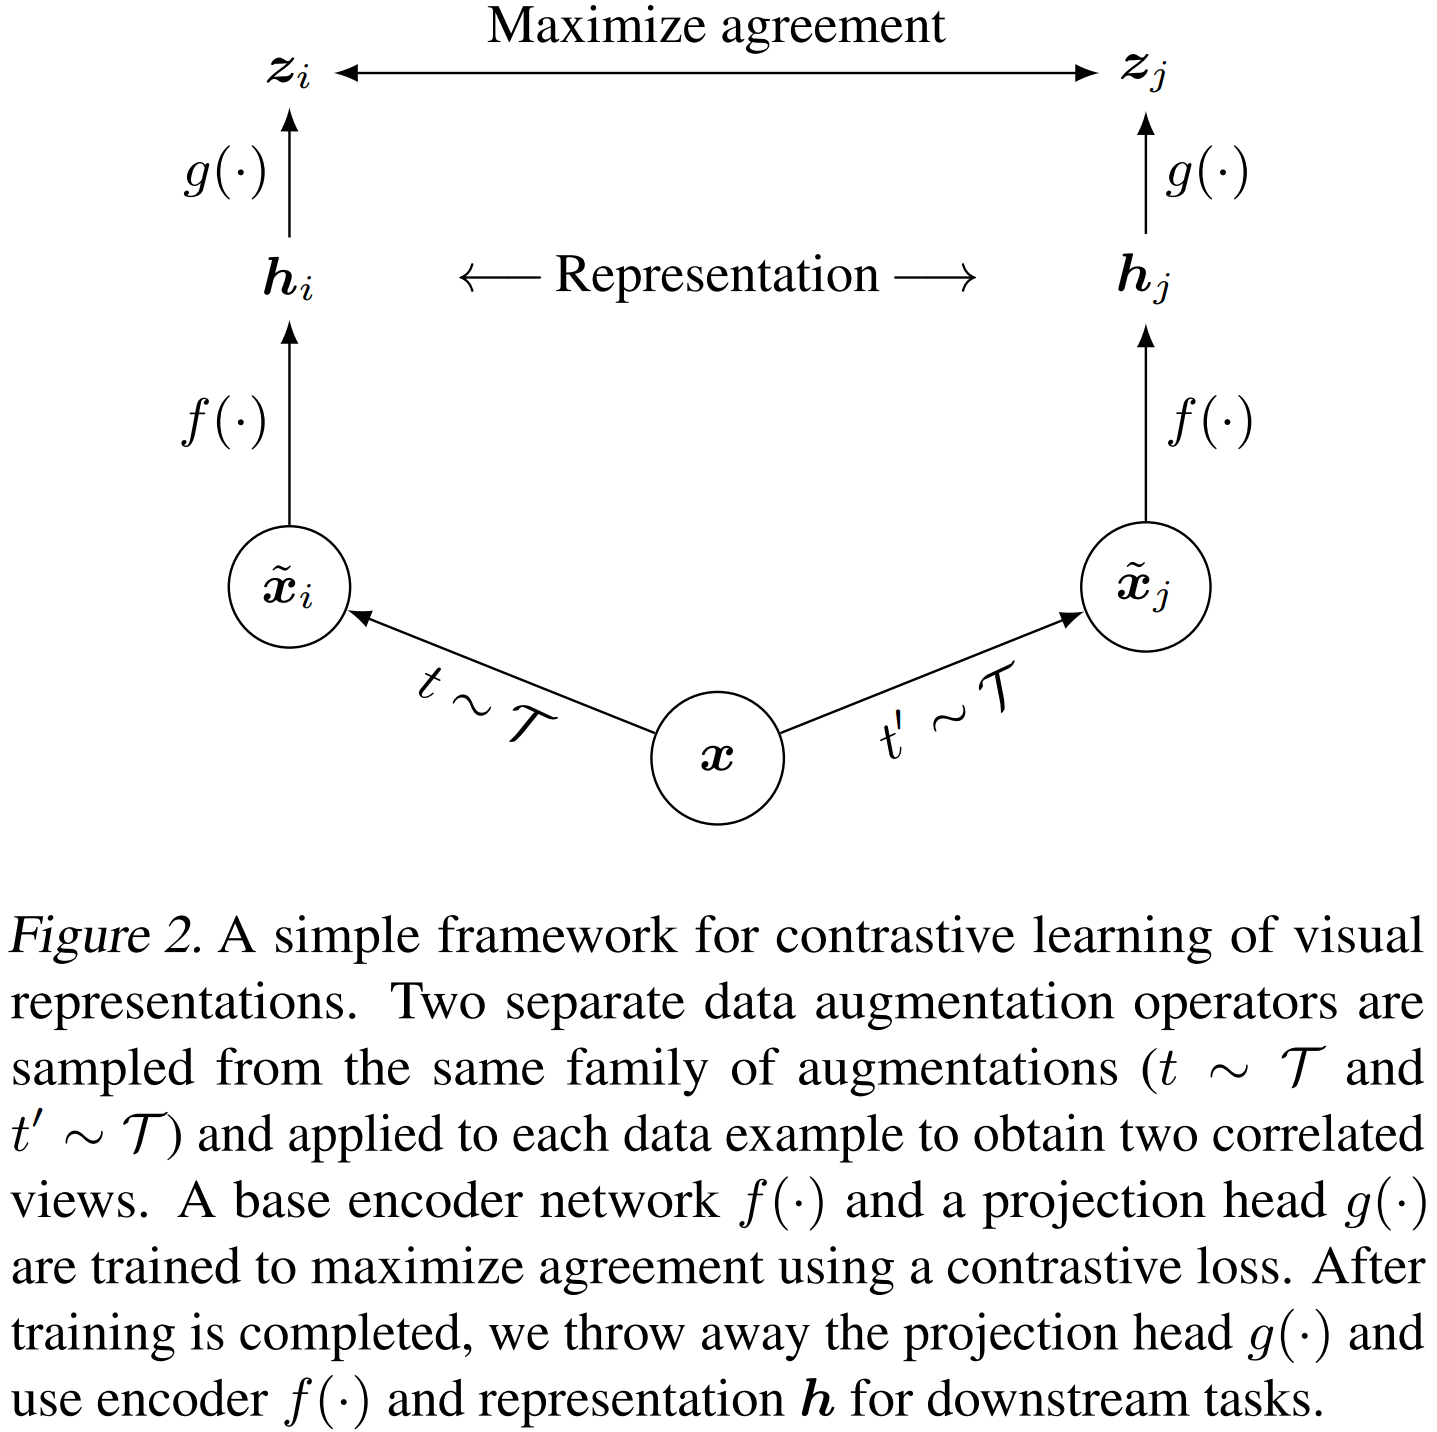 Maximize agreement
z_i z_j
g(·) g(·)
h_i ← Representation → h_j
f(·) f(·)
x̃_i x̃_j
t ∼ 𝒯 t′ ∼ 𝒯
x
Figure 2. A simple framework for contrastive learning of visual
representations. Two separate data augmentation operators are
sampled from the same family of augmentations (t ∼ 𝒯 and
t′ ∼ 𝒯) and applied to each data example to obtain two correlated
views. A base encoder network f(·) and a projection head g(·)
are trained to maximize agreement using a contrastive loss. After
training is completed, we throw away the projection head g(·) and
use encoder f(·) and representation h for downstream tasks.